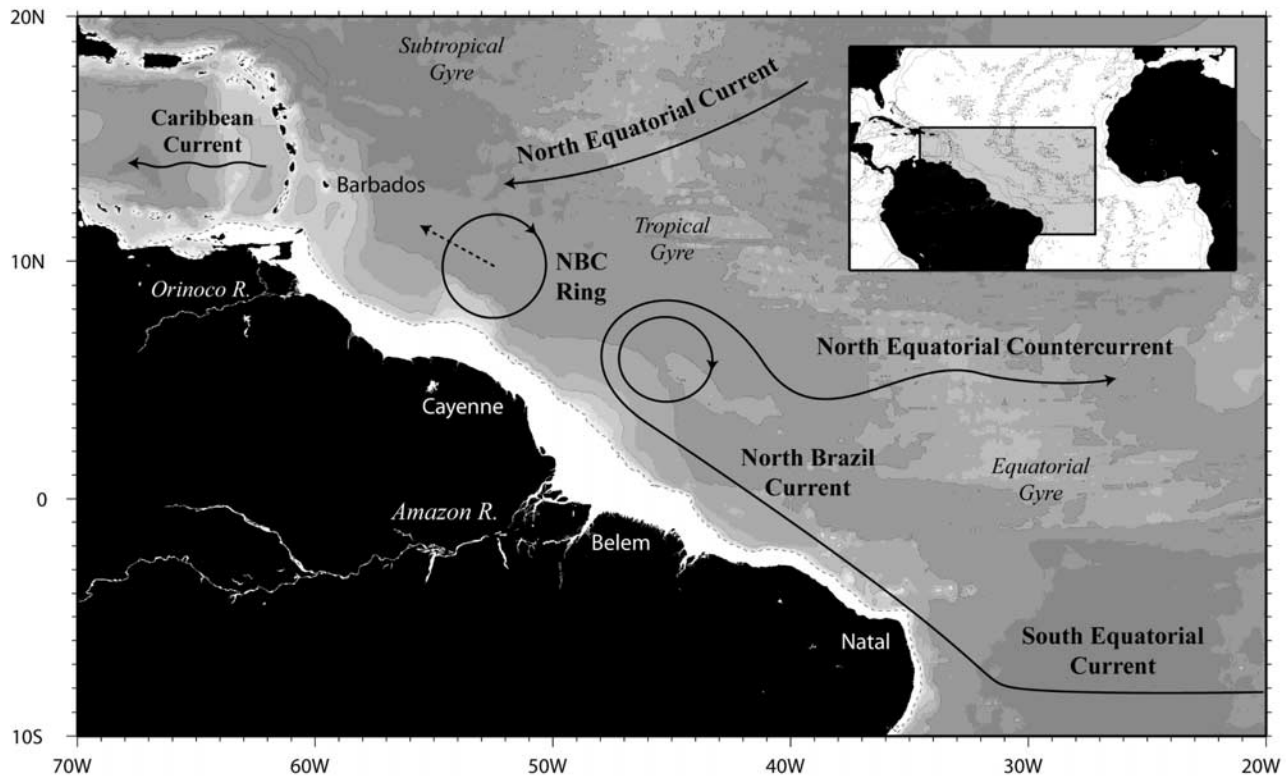 20N
Subtropical
Gyre
North Equatorial Current
Caribbean
Current
Barbados
Tropical
Gyre
10N
NBC
Ring
Orinoco R.
North Equatorial Countercurrent
Cayenne
North Brazil
Current
Equatorial
Gyre
0
Amazon R.
Belem
Natal
South Equatorial
Current
10S
70W
60W
50W
40W
30W
20W